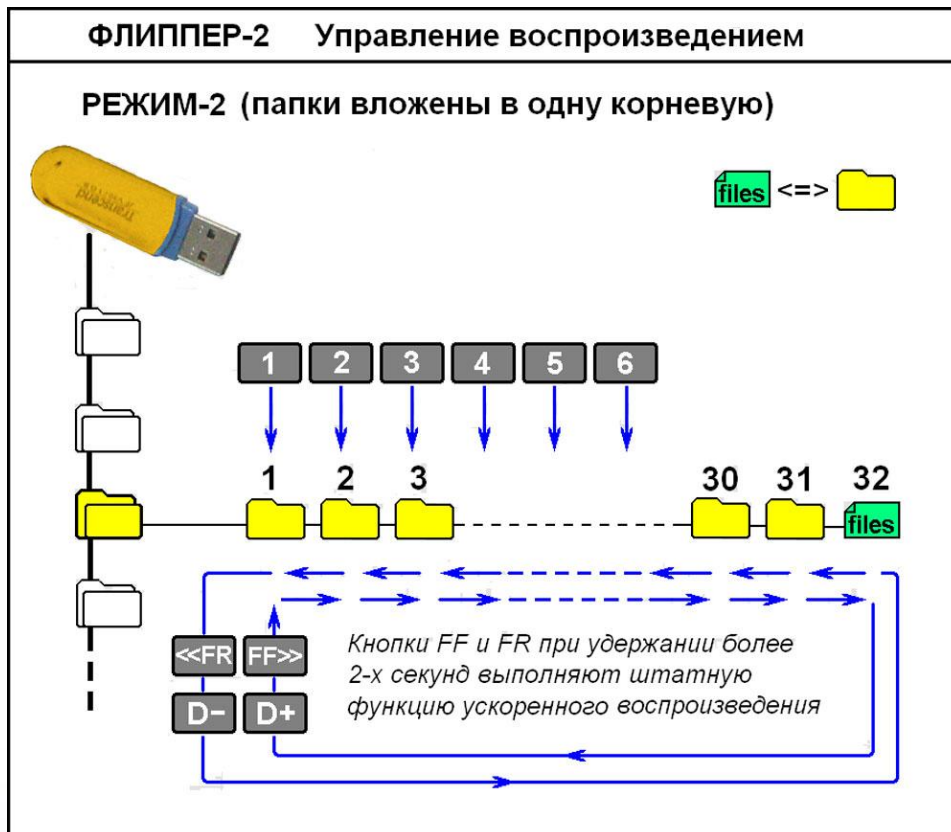 ФЛИППЕР-2 Управление воспроизведением
РЕЖИМ-2 (папки вложены в одну корневую)
Transcend
files <=>
1 2 3 4 5 6
1 2 3 30 31 32
files
<<FR FF>>
D− D+
Кнопки FF и FR при удержании более
2-х секунд выполняют штатную
функцию ускоренного воспроизведения